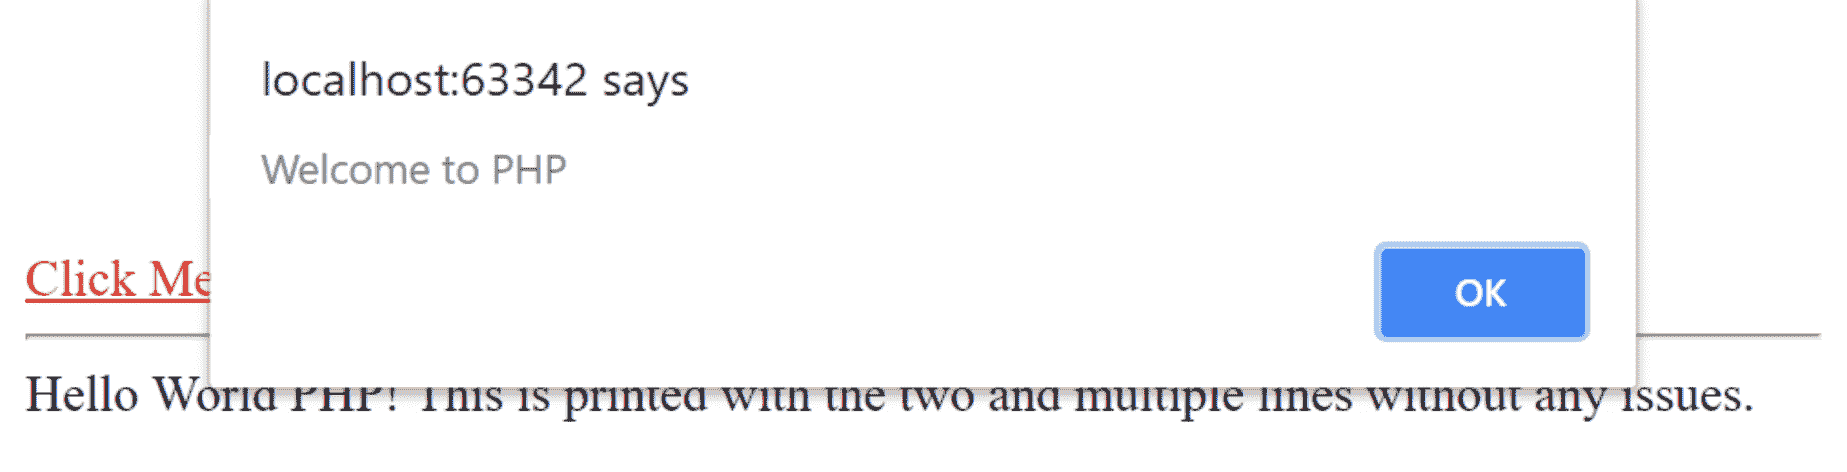 localhost:63342 says
Welcome to PHP
OK
Click Me
Hello World PHP! This is printed with the two and multiple lines without any issues.